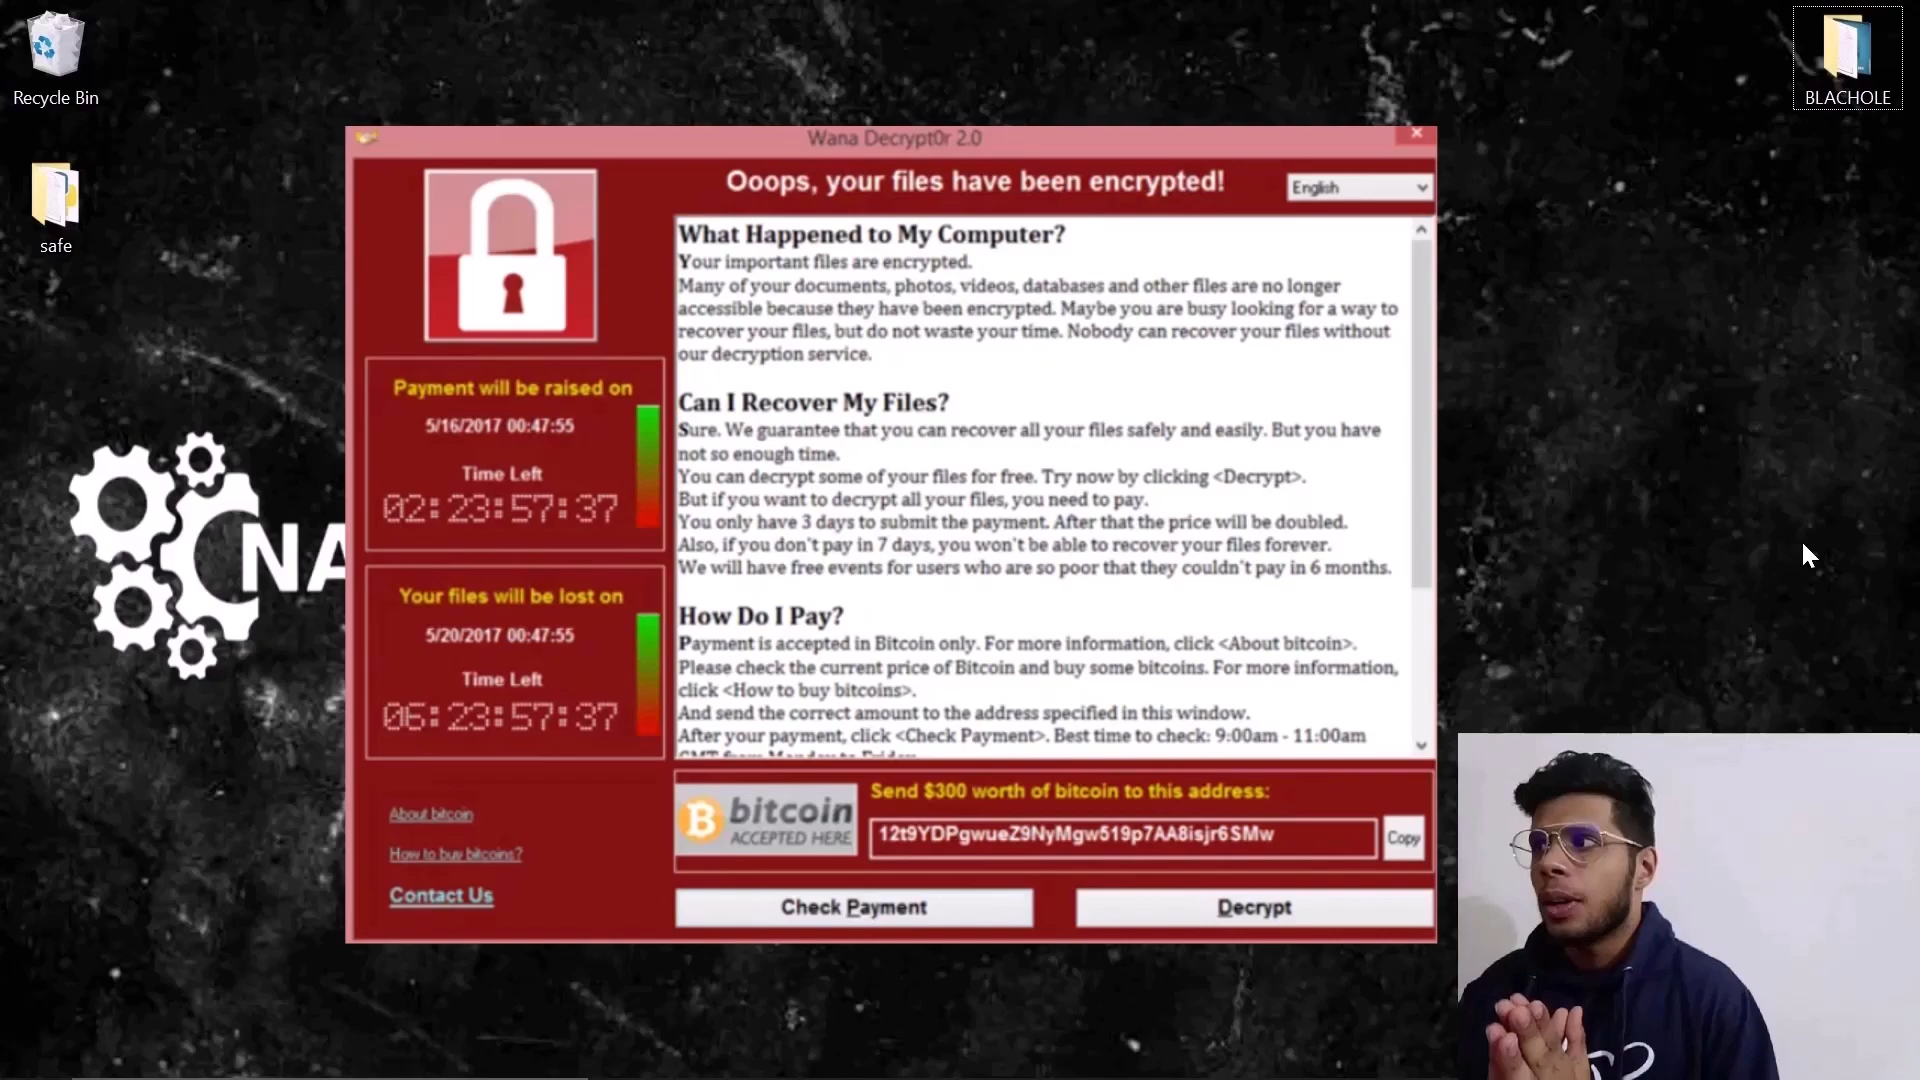 Recycle Bin
BLACHOLE
safe
NA
Wana Decrypt0r 2.0
Ooops, your files have been encrypted!
English
What Happened to My Computer?
Your important files are encrypted.
Many of your documents, photos, videos, databases and other files are no longer
accessible because they have been encrypted. Maybe you are busy looking for a way to
recover your files, but do not waste your time. Nobody can recover your files without
our decryption service.
Can I Recover My Files?
Sure. We guarantee that you can recover all your files safely and easily. But you have
not so enough time.
You can decrypt some of your files for free. Try now by clicking <Decrypt>.
But if you want to decrypt all your files, you need to pay.
You only have 3 days to submit the payment. After that the price will be doubled.
Also, if you don't pay in 7 days, you won't be able to recover your files forever.
We will have free events for users who are so poor that they couldn't pay in 6 months.
How Do I Pay?
Payment is accepted in Bitcoin only. For more information, click <About bitcoin>.
Please check the current price of Bitcoin and buy some bitcoins. For more information,
click <How to buy bitcoins>.
And send the correct amount to the address specified in this window.
After your payment, click <Check Payment>. Best time to check: 9:00am - 11:00am
GMT from Monday to Friday
Payment will be raised on
5/16/2017 00:47:55
Time Left
02:23:57:37
Your files will be lost on
5/20/2017 00:47:55
Time Left
06:23:57:37
About bitcoin
How to buy bitcoins?
Contact Us
bitcoin
ACCEPTED HERE
Send $300 worth of bitcoin to this address:
12t9YDPgwueZ9NyMgw519p7AA8isjr6SMw
Copy
Check Payment
Decrypt